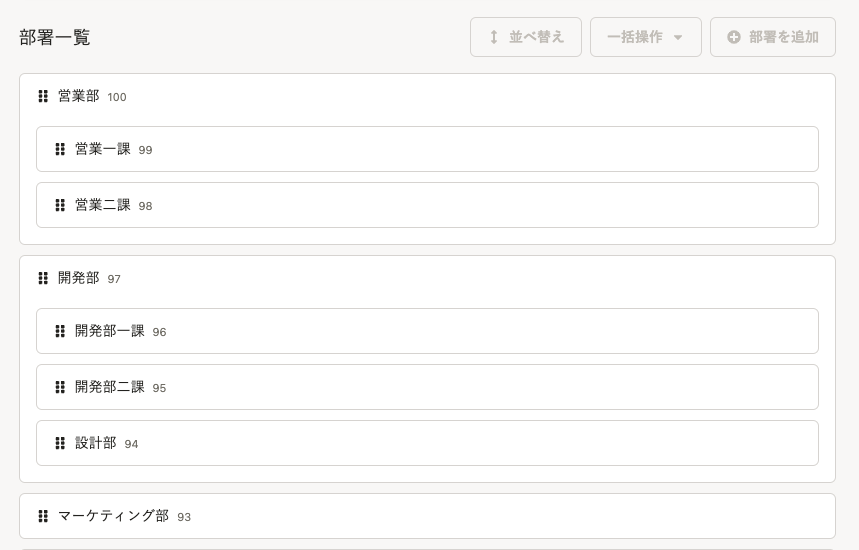 部署一覧
並べ替え
一括操作
部署を追加
営業部 100
営業一課 99
営業二課 98
開発部 97
開発部一課 96
開発部二課 95
設計部 94
マーケティング部 93